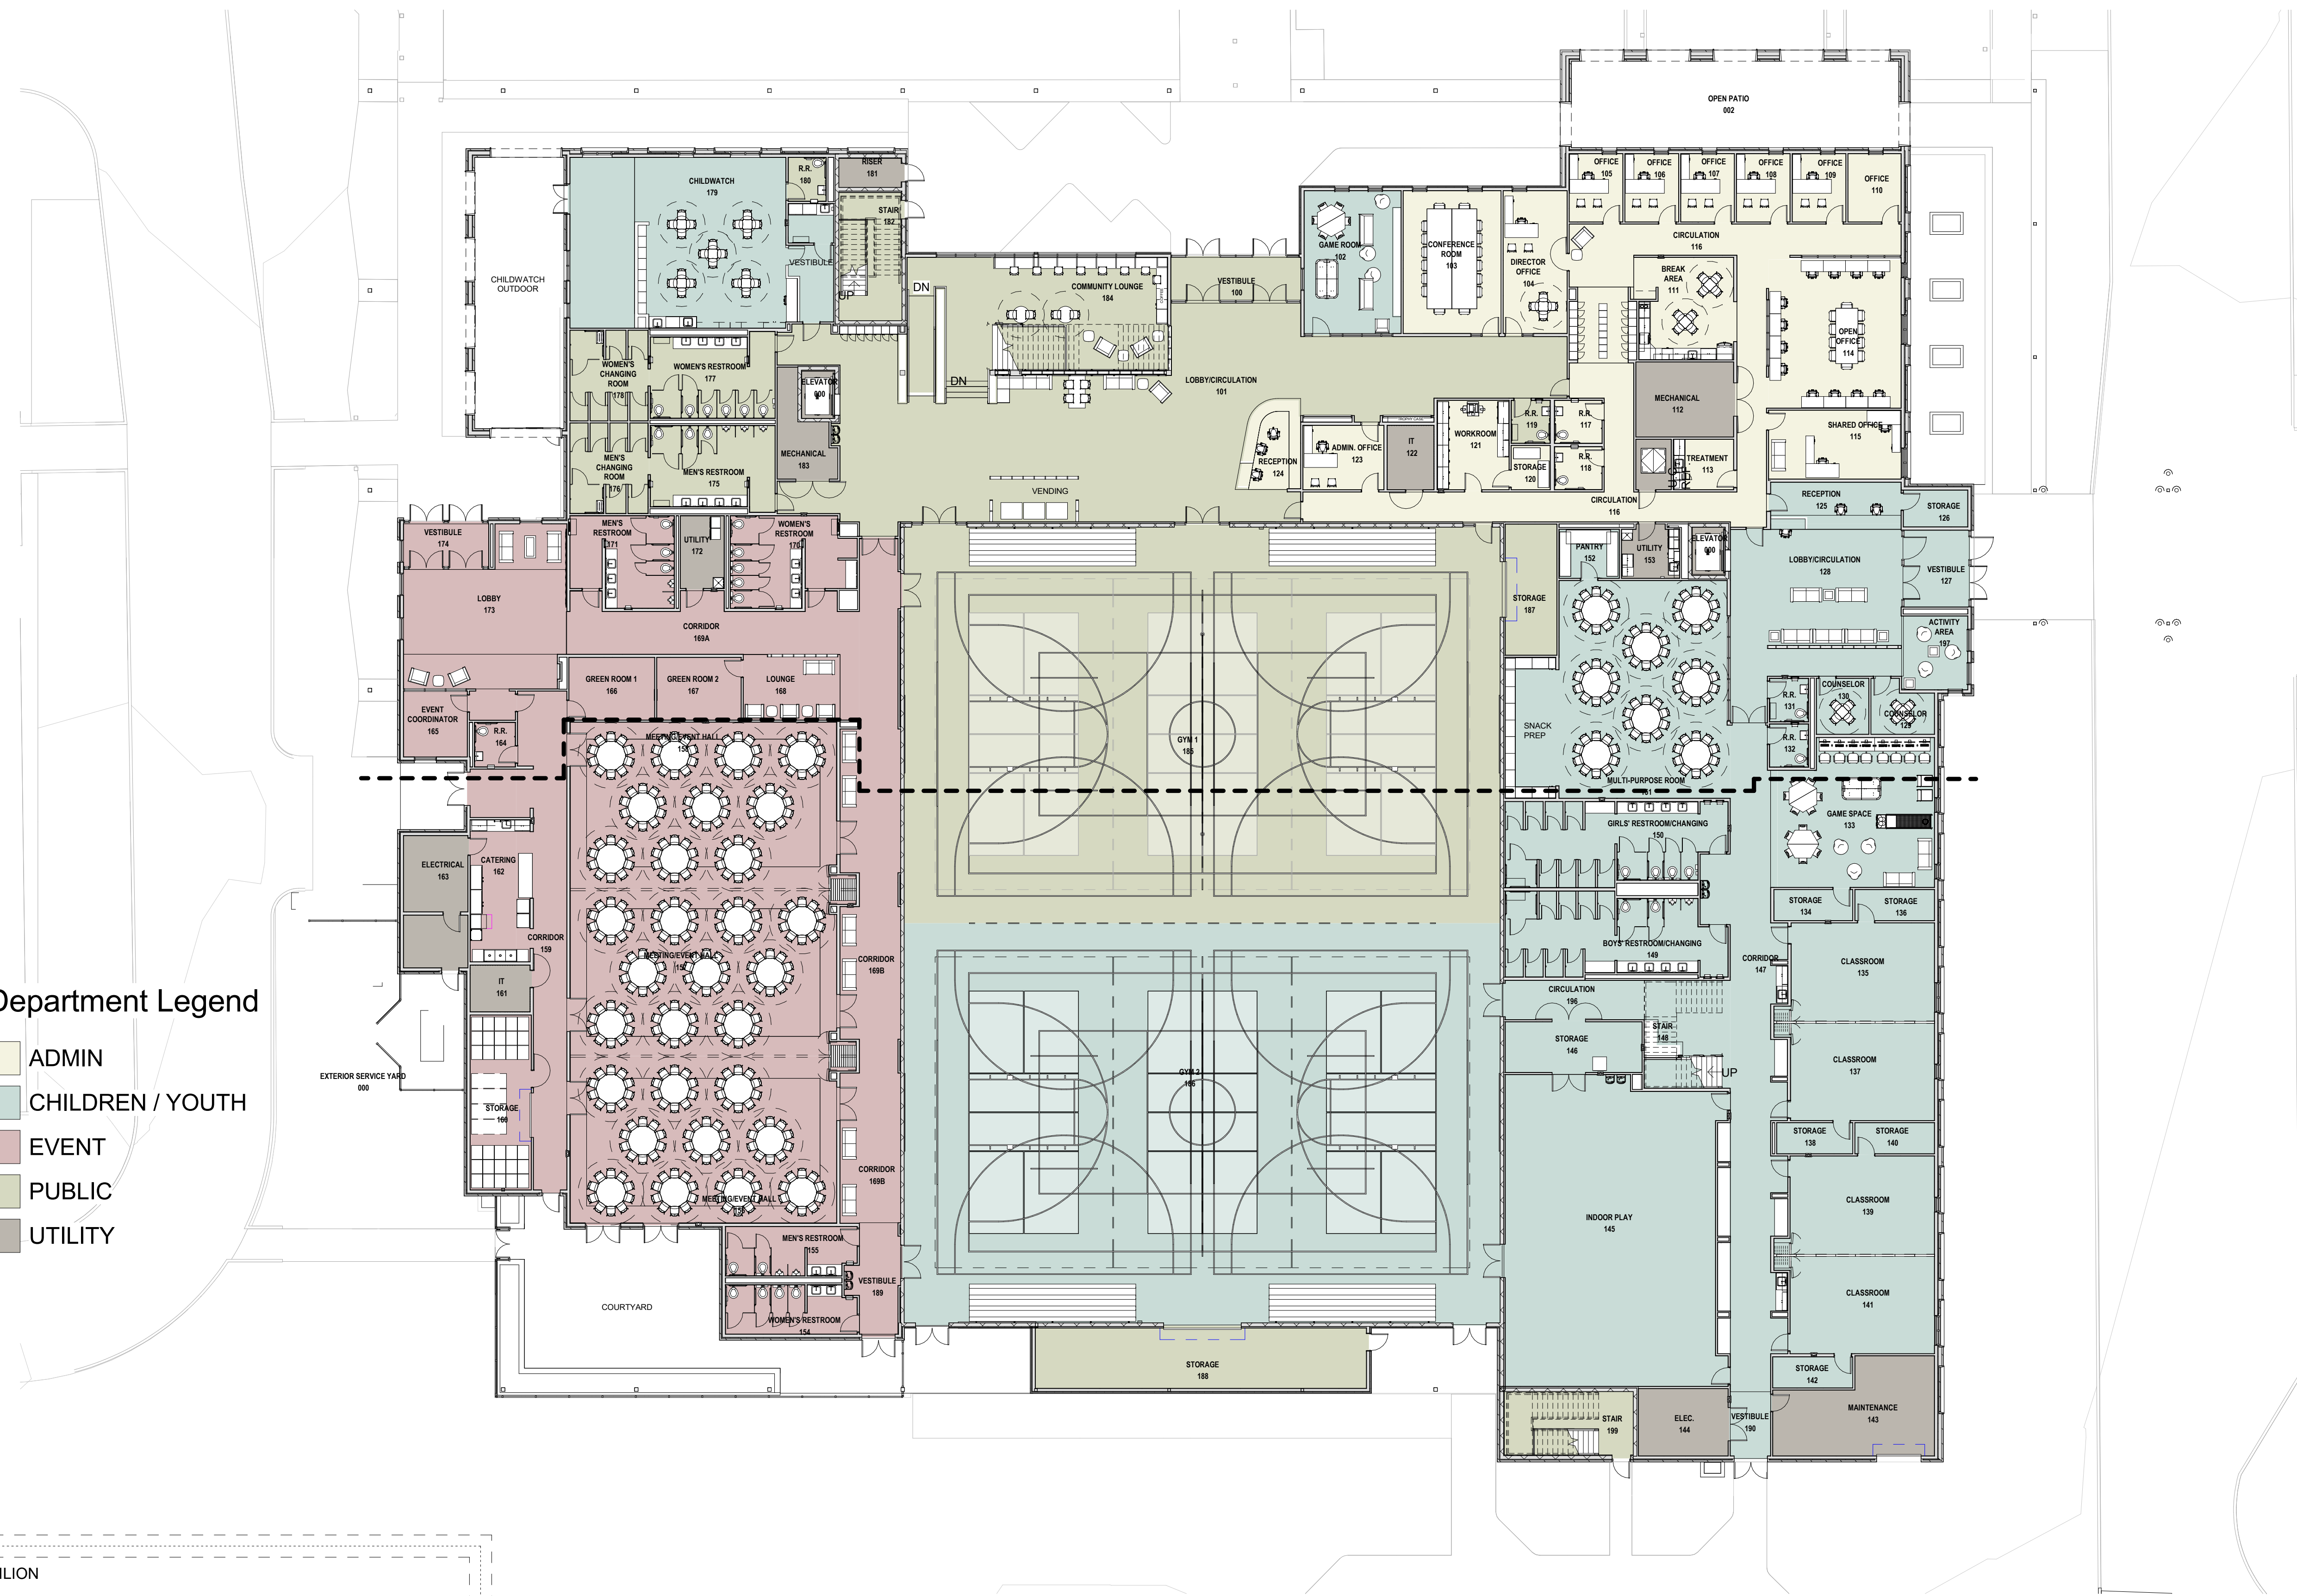 OPEN PATIO
002
RISER
181
R.R.
180
CHILDWATCH
179
STAIR
182
VESTIBULE
UP
CHILDWATCH
OUTDOOR
OFFICE
105
OFFICE
106
OFFICE
107
OFFICE
108
OFFICE
109
OFFICE
110
CIRCULATION
116
GAME ROOM
102
CONFERENCE
ROOM
103
DIRECTOR
OFFICE
104
BREAK
AREA
111
OPEN
OFFICE
114
DN
COMMUNITY LOUNGE
184
VESTIBULE
100
DN
LOBBY/CIRCULATION
101
WOMEN'S
CHANGING
ROOM
178
WOMEN'S RESTROOM
177
ELEVATOR
000
MECHANICAL
112
MECHANICAL
183
MEN'S
CHANGING
ROOM
176
MEN'S RESTROOM
175
RECEPTION
124
ADMIN. OFFICE
123
IT
122
WORKROOM
121
R.R.
119
R.R.
117
R.R.
118
STORAGE
120
TREATMENT
113
SHARED OFFICE
115
VENDING
CIRCULATION
116
RECEPTION
125
STORAGE
126
VESTIBULE
174
MEN'S
RESTROOM
171
UTILITY
172
WOMEN'S
RESTROOM
170
LOBBY
173
CORRIDOR
169A
PANTRY
152
UTILITY
153
ELEVATOR
000
LOBBY/CIRCULATION
128
VESTIBULE
127
STORAGE
187
ACTIVITY
AREA
197
GREEN ROOM 1
166
GREEN ROOM 2
167
LOUNGE
168
EVENT
COORDINATOR
165
R.R.
164
COUNSELOR
130
COUNSELOR
129
R.R.
131
R.R.
132
SNACK
PREP
MEETING/EVENT HALL
GYM 1
185
MULTI-PURPOSE ROOM
GAME SPACE
133
GIRLS' RESTROOM/CHANGING
150
ELECTRICAL
163
CATERING
162
STORAGE
134
STORAGE
136
CORRIDOR
159
MEETING/EVENT HALL
CORRIDOR
169B
BOYS' RESTROOM/CHANGING
149
CORRIDOR
147
CLASSROOM
135
IT
161
CIRCULATION
196
STAIR
148
STORAGE
146
CLASSROOM
137
UP
GYM 2
186
Department Legend
ADMIN
CHILDREN / YOUTH
EVENT
PUBLIC
UTILITY
EXTERIOR SERVICE YARD
000
STORAGE
160
STORAGE
138
STORAGE
140
CORRIDOR
169B
MEETING/EVENT HALL
CLASSROOM
139
INDOOR PLAY
145
MEN'S RESTROOM
155
VESTIBULE
189
WOMEN'S RESTROOM
154
COURTYARD
CLASSROOM
141
STORAGE
188
STORAGE
142
MAINTENANCE
143
STAIR
199
ELEC.
144
VESTIBULE
190
ILION